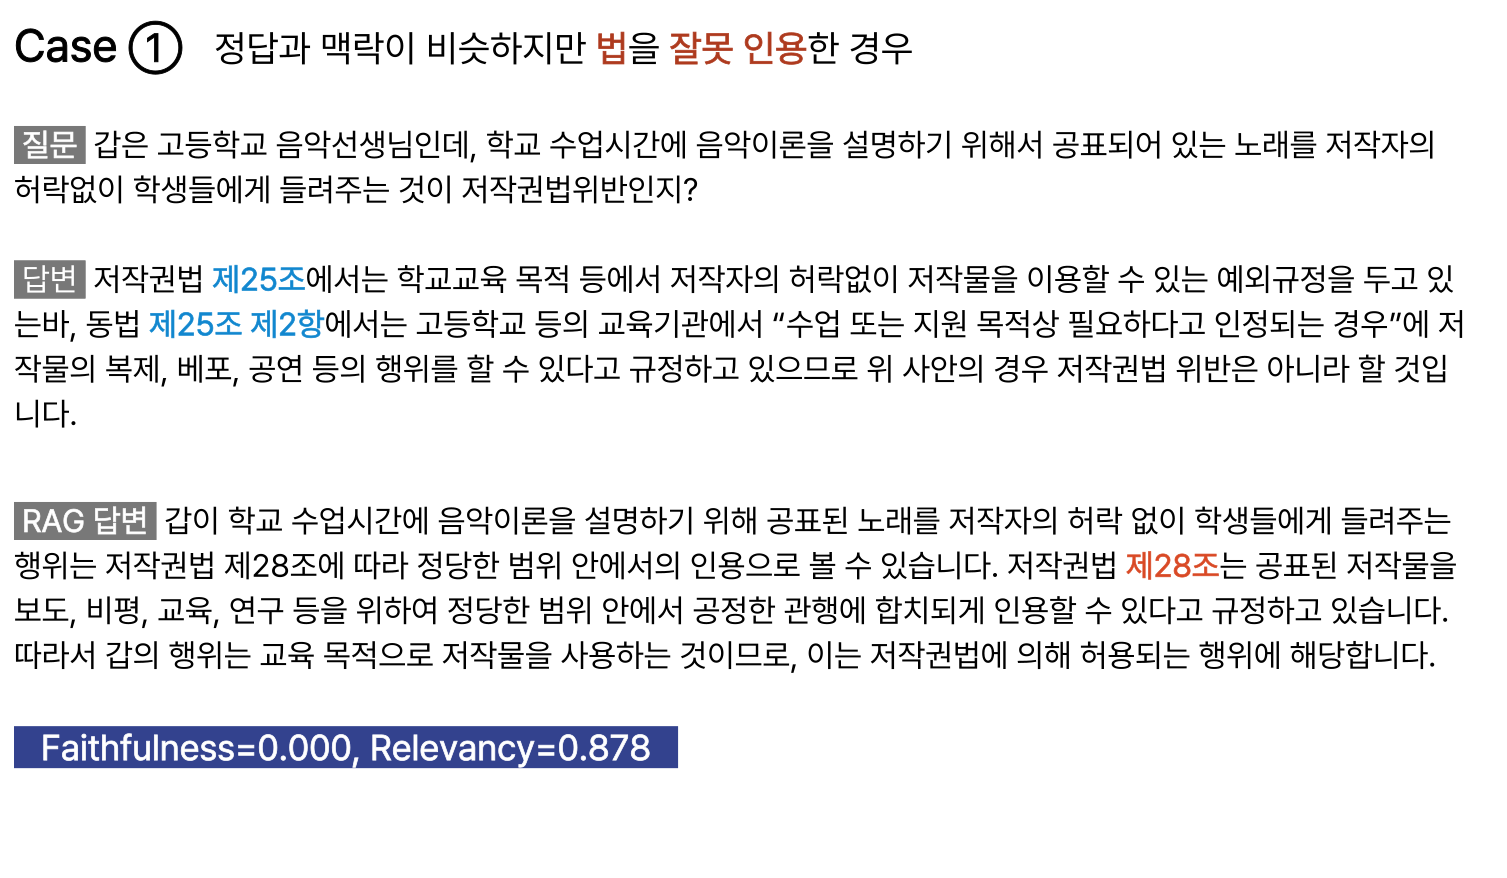 Case ① 정답과 맥락이 비슷하지만 법을 잘못 인용한 경우
질문 갑은 고등학교 음악선생님인데, 학교 수업시간에 음악이론을 설명하기 위해서 공표되어 있는 노래를 저작자의
허락없이 학생들에게 들려주는 것이 저작권법위반인지?
답변 저작권법 제25조에서는 학교교육 목적 등에서 저작자의 허락없이 저작물을 이용할 수 있는 예외규정을 두고 있
는바, 동법 제25조 제2항에서는 고등학교 등의 교육기관에서 “수업 또는 지원 목적상 필요하다고 인정되는 경우”에 저
작물의 복제, 베포, 공연 등의 행위를 할 수 있다고 규정하고 있으므로 위 사안의 경우 저작권법 위반은 아니라 할 것입
니다.
RAG 답변 갑이 학교 수업시간에 음악이론을 설명하기 위해 공표된 노래를 저작자의 허락 없이 학생들에게 들려주는
행위는 저작권법 제28조에 따라 정당한 범위 안에서의 인용으로 볼 수 있습니다. 저작권법 제28조는 공표된 저작물을
보도, 비평, 교육, 연구 등을 위하여 정당한 범위 안에서 공정한 관행에 합치되게 인용할 수 있다고 규정하고 있습니다.
따라서 갑의 행위는 교육 목적으로 저작물을 사용하는 것이므로, 이는 저작권법에 의해 허용되는 행위에 해당합니다.
Faithfulness=0.000, Relevancy=0.878